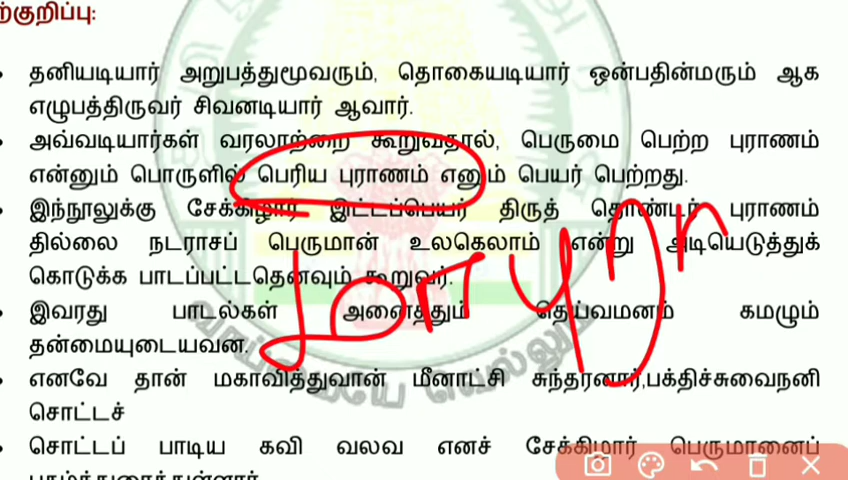 ற்குறிப்பு:
• தனியடியார் அறுபத்துமூவரும், தொகையடியார் ஒன்பதின்மரும் ஆக
எழுபத்திருவர் சிவனடியார் ஆவார்.
• அவ்வடியார்கள் வரலாற்றை கூறுவதால், பெருமை பெற்ற புராணம்
என்னும் பொருளில் பெரிய புராணம் எனும் பெயர் பெற்றது.
• இந்நூலுக்கு சேக்கிழார் இட்டப்பெயர் திருத் தொண்டர் புராணம்
தில்லை நடராசப் பெருமான் உலகெலாம் என்று அடியெடுத்துக்
கொடுக்க பாடப்பட்டதெனவும் கூறுவர்.
• இவரது பாடல்கள் அனைத்தும் தெய்வமனம் கமழும்
தன்மையுடையவன.
• எனவே தான் மகாவித்துவான் மீனாட்சி சுந்தரனார்,பக்திச்சுவைநனி
சொட்டச்
• சொட்டப் பாடிய கவி வலவ எனச் சேக்கிழார் பெருமானைப்
புகழ்ந்துரைத்துள்ளார்
வாய்மையே வெல்லும்